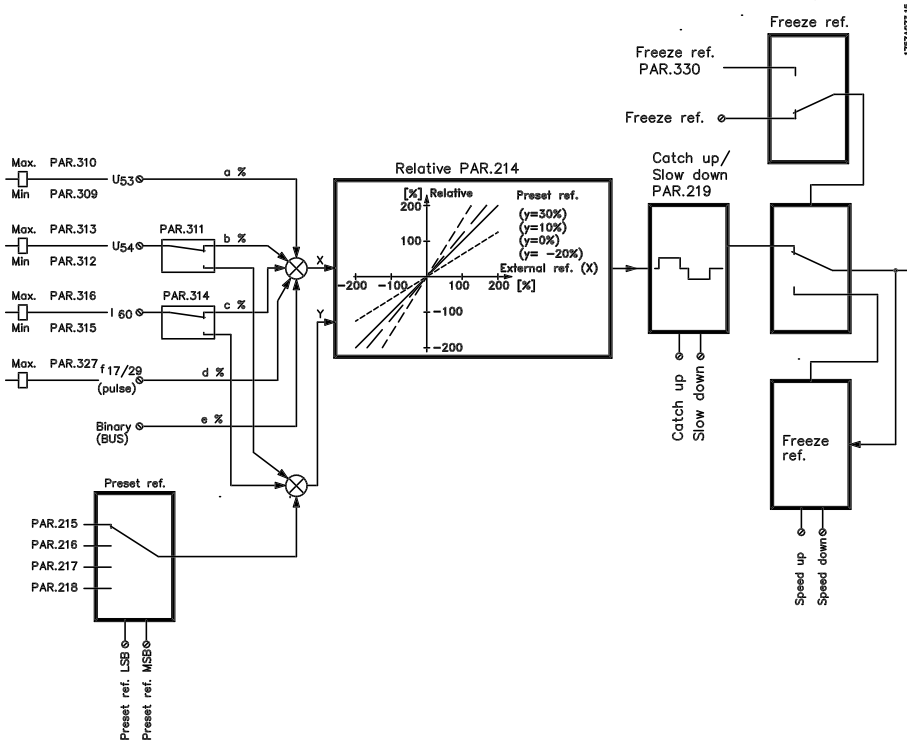 Freeze ref.
Freeze ref.
PAR.330
Freeze ref.
Catch up/
Slow down
PAR.219
Relative PAR.214
[%] Relative
200
100
-200 -100 100 200
-100
-200
[%]
Preset ref.
(y=30%)
(y=10%)
(y=0%)
(y= -20%)
External ref. (X)
X
Y
Max. PAR.310
U53
Min PAR.309
a %
Max. PAR.313
U54
Min PAR.312
PAR.311
b %
Max. PAR.316
I 60
Min PAR.315
PAR.314
c %
Max. PAR.327 f 17/29
(pulse)
d %
Binary
(BUS)
e %
Preset ref.
PAR.215
PAR.216
PAR.217
PAR.218
Preset ref. LSB
Preset ref. MSB
Catch up
Slow down
Freeze
ref.
Speed up
Speed down